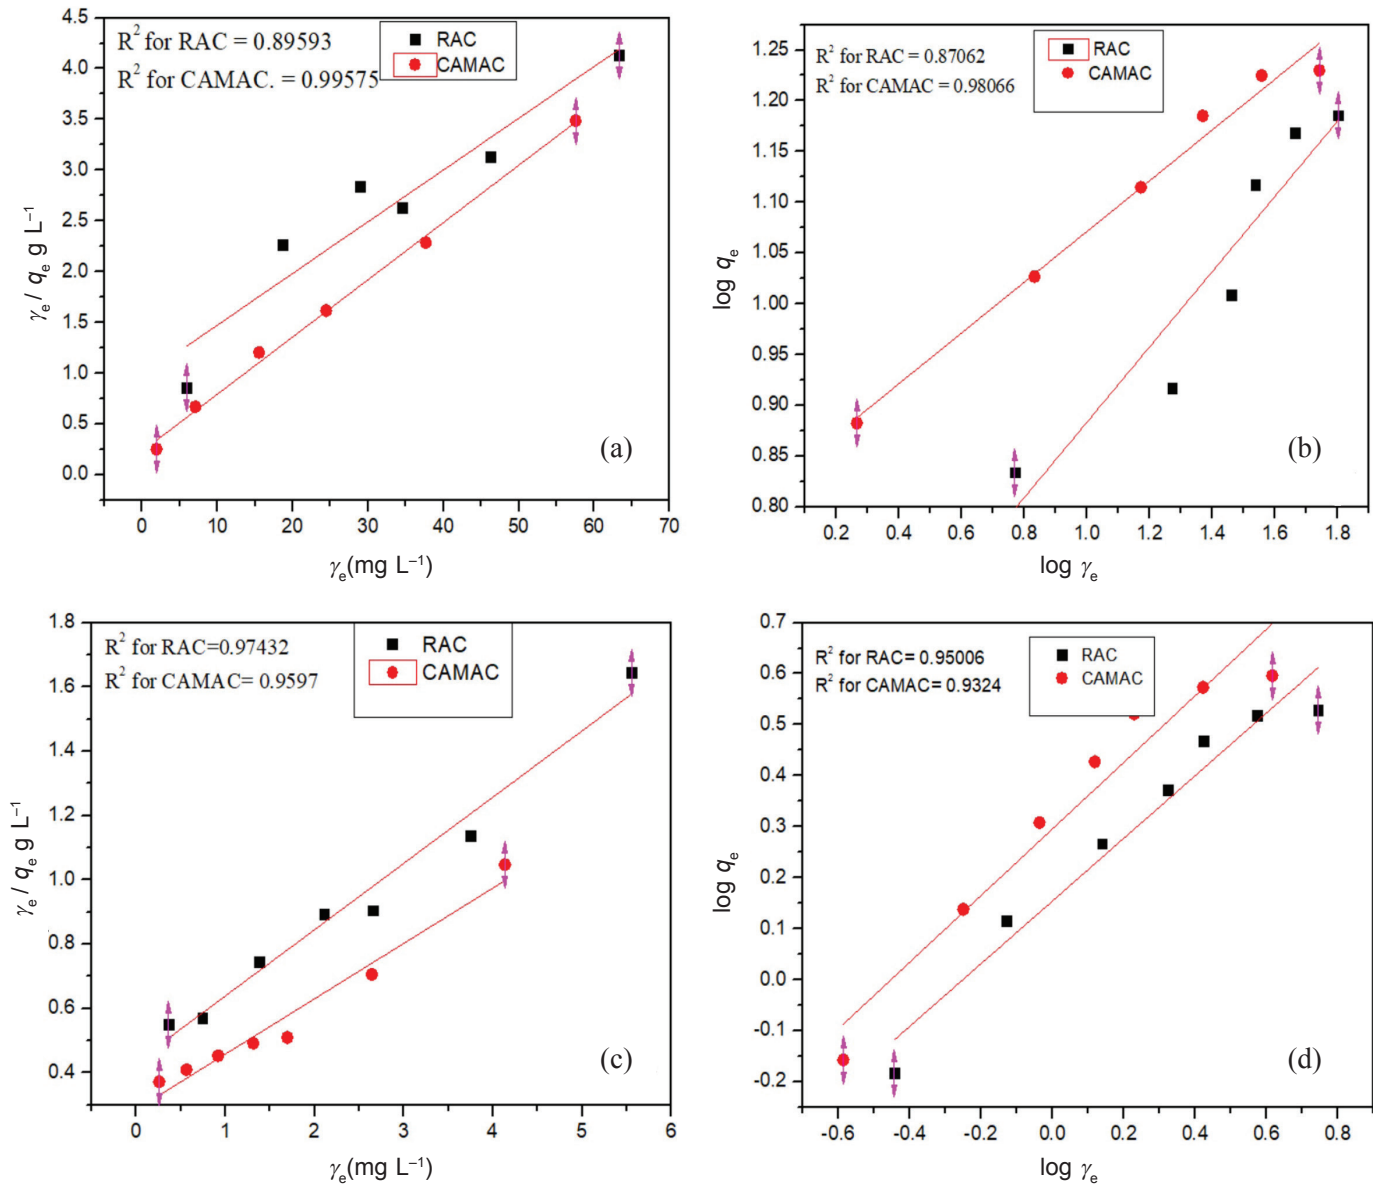 R² for RAC = 0.89593
R² for CAMAC. = 0.99575
RAC
CAMAC
4.5
4.0
3.5
3.0
2.5
2.0
1.5
1.0
0.5
0.0
γₑ / qₑ g L⁻¹
(a)
0 10 20 30 40 50 60 70
γₑ(mg L⁻¹)
R² for RAC = 0.87062
R² for CAMAC = 0.98066
RAC
CAMAC
1.25
1.20
1.15
1.10
1.05
1.00
0.95
0.90
0.85
0.80
log qₑ
(b)
0.2 0.4 0.6 0.8 1.0 1.2 1.4 1.6 1.8
log γₑ
R² for RAC=0.97432
R² for CAMAC= 0.9597
RAC
CAMAC
1.8
1.6
1.4
1.2
1.0
0.8
0.6
0.4
γₑ / qₑ g L⁻¹
(c)
0 1 2 3 4 5 6
γₑ(mg L⁻¹)
R² for RAC= 0.95006
R² for CAMAC= 0.9324
RAC
CAMAC
0.7
0.6
0.5
0.4
0.3
0.2
0.1
0.0
-0.1
-0.2
log qₑ
(d)
-0.6 -0.4 -0.2 0.0 0.2 0.4 0.6 0.8
log γₑ